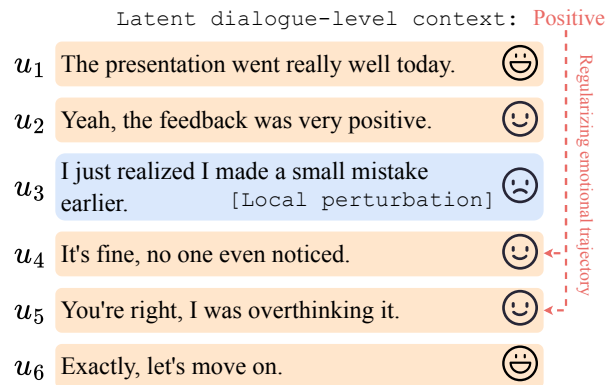 Latent dialogue-level context: Positive
u1 The presentation went really well today.
u2 Yeah, the feedback was very positive.
u3 I just realized I made a small mistake
earlier. [Local perturbation]
u4 It's fine, no one even noticed.
u5 You're right, I was overthinking it.
u6 Exactly, let's move on.
Regularizing emotional trajectory